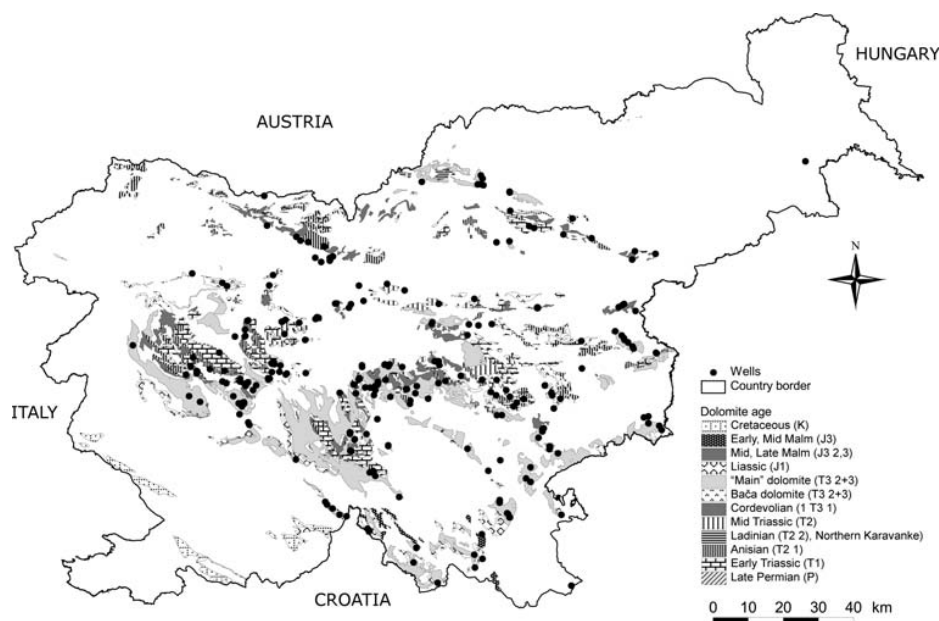 HUNGARY
AUSTRIA
N
ITALY
Wells
Country border
Dolomite age
Cretaceous (K)
Early, Mid Malm (J3)
Mid, Late Malm (J3 2,3)
Liassic (J1)
"Main" dolomite (T3 2+3)
Bača dolomite (T3 2+3)
Cordevolian (1 T3 1)
Mid Triassic (T2)
Ladinian (T2 2), Northern Karavanke)
Anisian (T2 1)
Early Triassic (T1)
Late Permian (P)
CROATIA
0 10 20 30 40 km